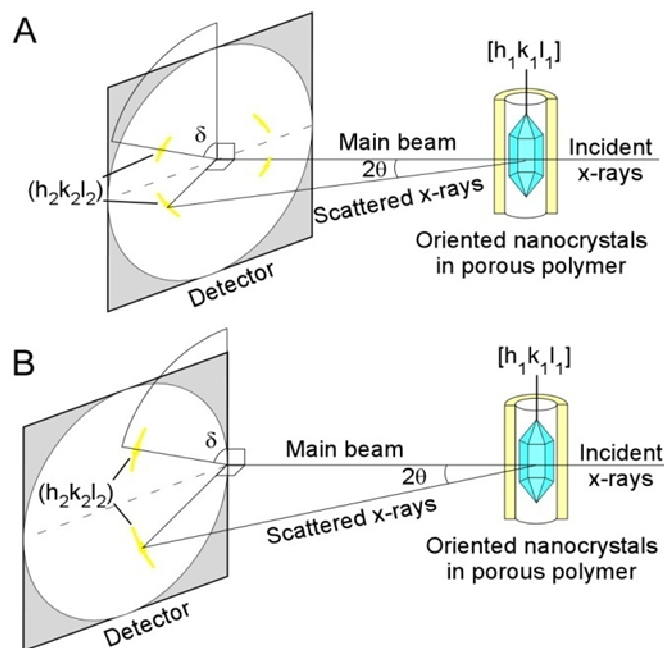 A
[h₁k₁l₁]
δ
Main beam
Incident
x-rays
2θ
(h₂k₂l₂)
Scattered x-rays
Oriented nanocrystals
in porous polymer
Detector
B
[h₁k₁l₁]
δ
Main beam
Incident
x-rays
2θ
(h₂k₂l₂)
Scattered x-rays
Oriented nanocrystals
in porous polymer
Detector